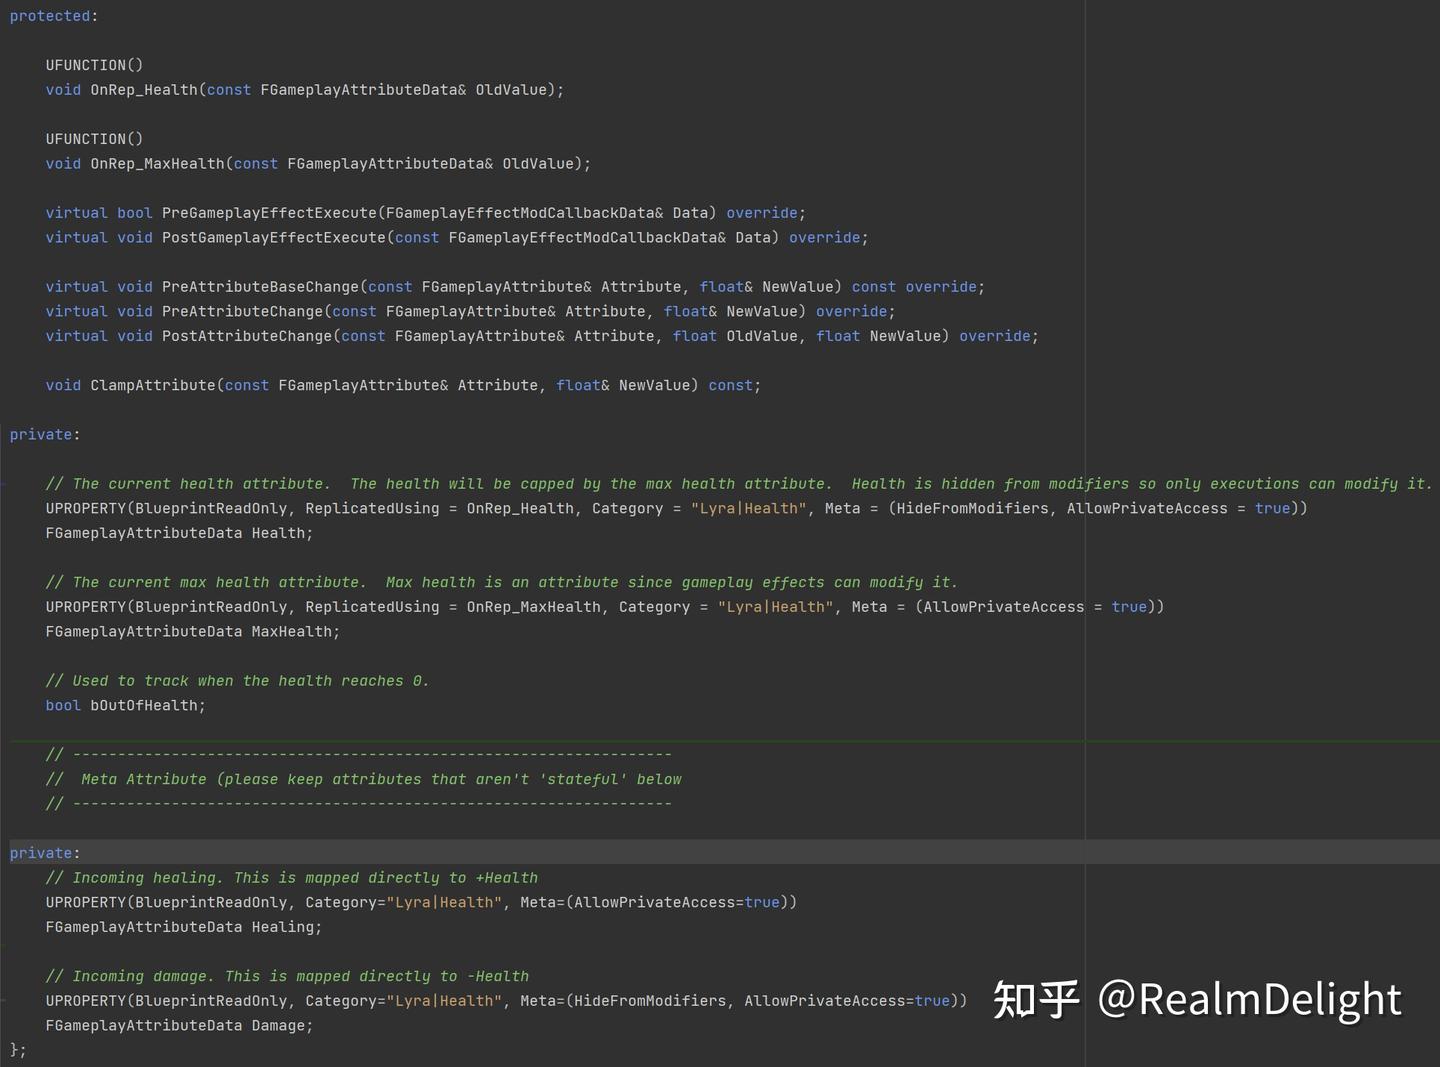 protected:
UFUNCTION()
void OnRep_Health(const FGameplayAttributeData& OldValue);
UFUNCTION()
void OnRep_MaxHealth(const FGameplayAttributeData& OldValue);
virtual bool PreGameplayEffectExecute(FGameplayEffectModCallbackData& Data) override;
virtual void PostGameplayEffectExecute(const FGameplayEffectModCallbackData& Data) override;
virtual void PreAttributeBaseChange(const FGameplayAttribute& Attribute, float& NewValue) const override;
virtual void PreAttributeChange(const FGameplayAttribute& Attribute, float& NewValue) override;
virtual void PostAttributeChange(const FGameplayAttribute& Attribute, float OldValue, float NewValue) override;
void ClampAttribute(const FGameplayAttribute& Attribute, float& NewValue) const;
private:
// The current health attribute.  The health will be capped by the max health attribute.  Health is hidden from modifiers so only executions can modify it.
UPROPERTY(BlueprintReadOnly, ReplicatedUsing = OnRep_Health, Category = "Lyra|Health", Meta = (HideFromModifiers, AllowPrivateAccess = true))
FGameplayAttributeData Health;
// The current max health attribute.  Max health is an attribute since gameplay effects can modify it.
UPROPERTY(BlueprintReadOnly, ReplicatedUsing = OnRep_MaxHealth, Category = "Lyra|Health", Meta = (AllowPrivateAccess = true))
FGameplayAttributeData MaxHealth;
// Used to track when the health reaches 0.
bool bOutOfHealth;
// -------------------------------------------------------------------
//  Meta Attribute (please keep attributes that aren't 'stateful' below
// -------------------------------------------------------------------
private:
// Incoming healing. This is mapped directly to +Health
UPROPERTY(BlueprintReadOnly, Category="Lyra|Health", Meta=(AllowPrivateAccess=true))
FGameplayAttributeData Healing;
// Incoming damage. This is mapped directly to -Health
UPROPERTY(BlueprintReadOnly, Category="Lyra|Health", Meta=(HideFromModifiers, AllowPrivateAccess=true))
FGameplayAttributeData Damage;
};
知乎 @RealmDelight